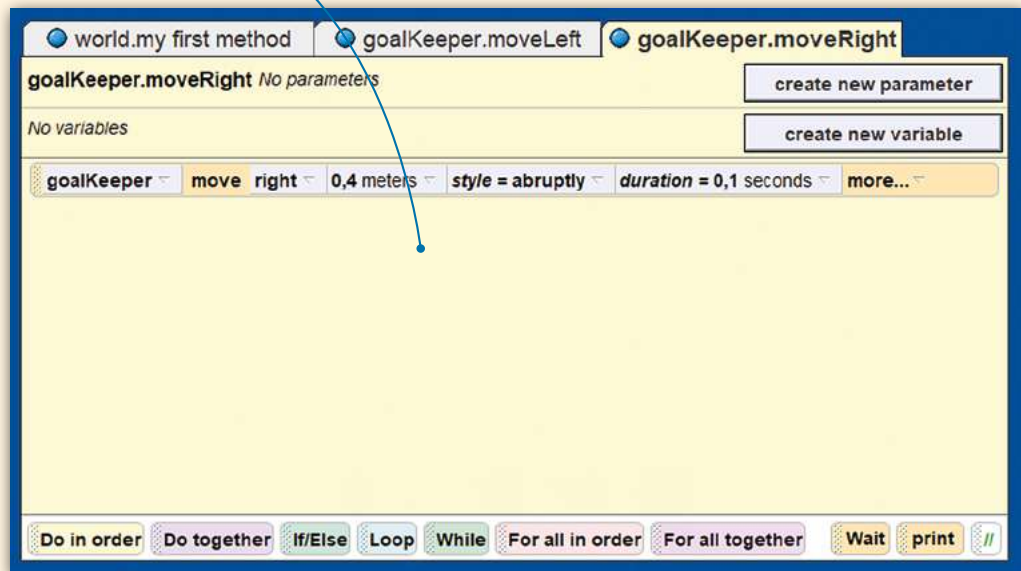 world.my first method goalKeeper.moveLeft goalKeeper.moveRight
goalKeeper.moveRight No parameters create new parameter
No variables create new variable
goalKeeper move right 0,4 meters style = abruptly duration = 0,1 seconds more...
Do in order Do together If/Else Loop While For all in order For all together Wait print //